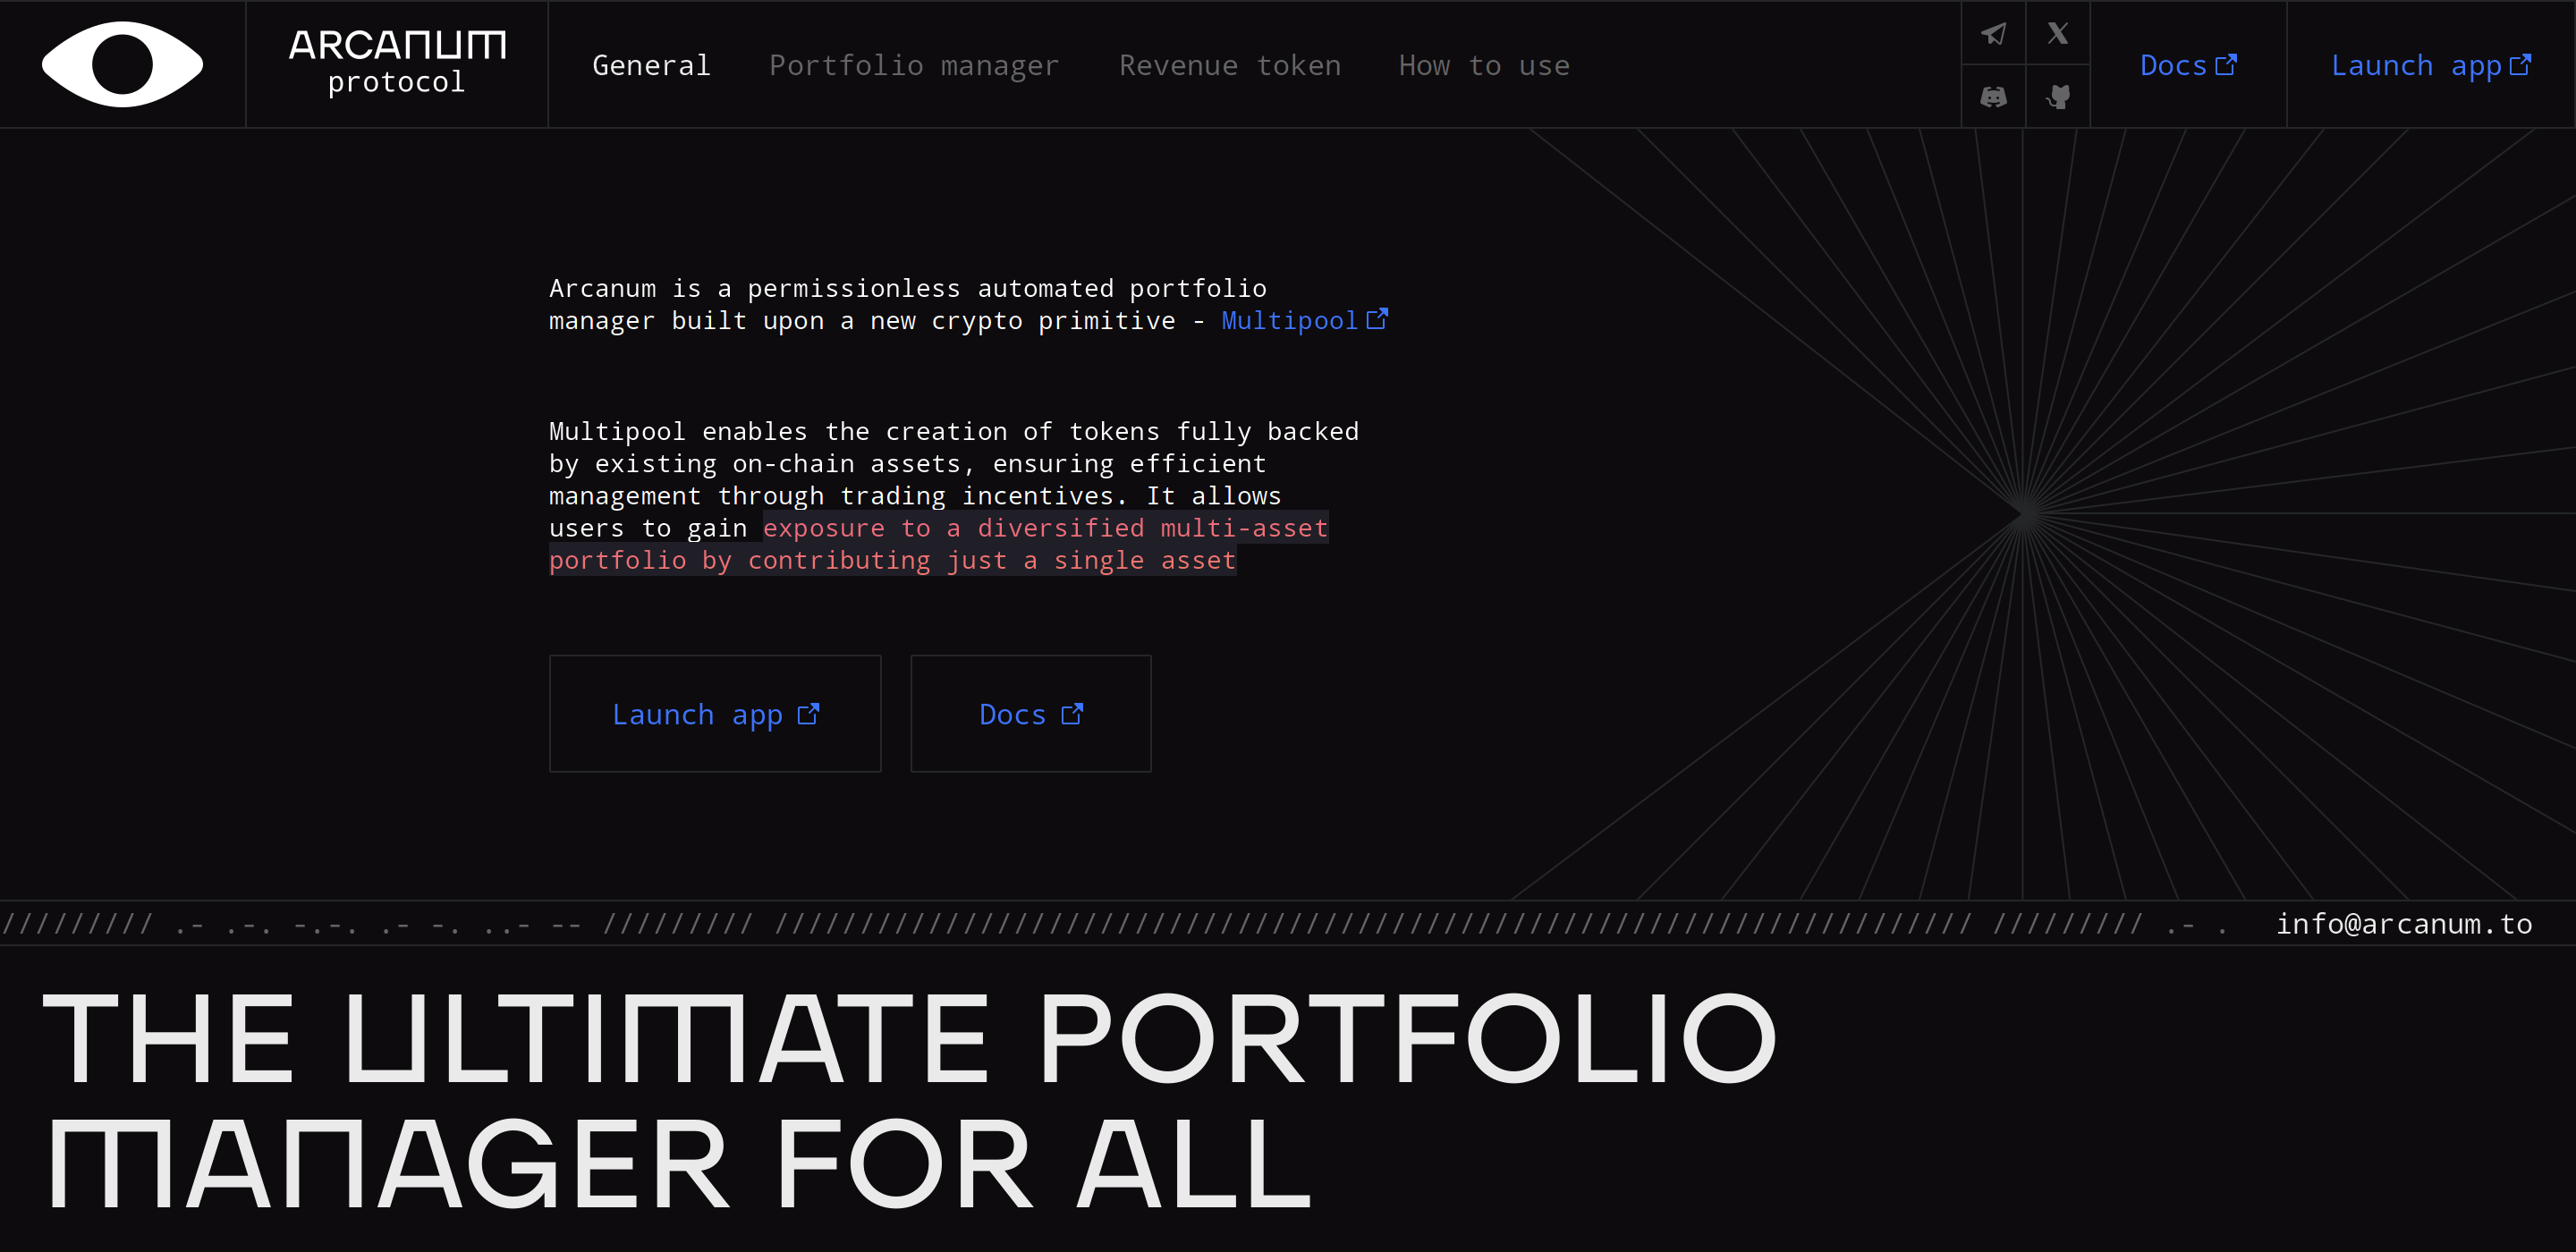 ARCANUM
protocol
General
Portfolio manager
Revenue token
How to use
Docs
Launch app
Arcanum is a permissionless automated portfolio
manager built upon a new crypto primitive - Multipool
Multipool enables the creation of tokens fully backed
by existing on-chain assets, ensuring efficient
management through trading incentives. It allows
users to gain exposure to a diversified multi-asset
portfolio by contributing just a single asset
Launch app
Docs
///////// .- .-. -.-. .- -. ..- -- ///////// /////////////////////////////////////////////////////////////////////// ///////// .- . info@arcanum.to
THE ULTIMATE PORTFOLIO
MANAGER FOR ALL